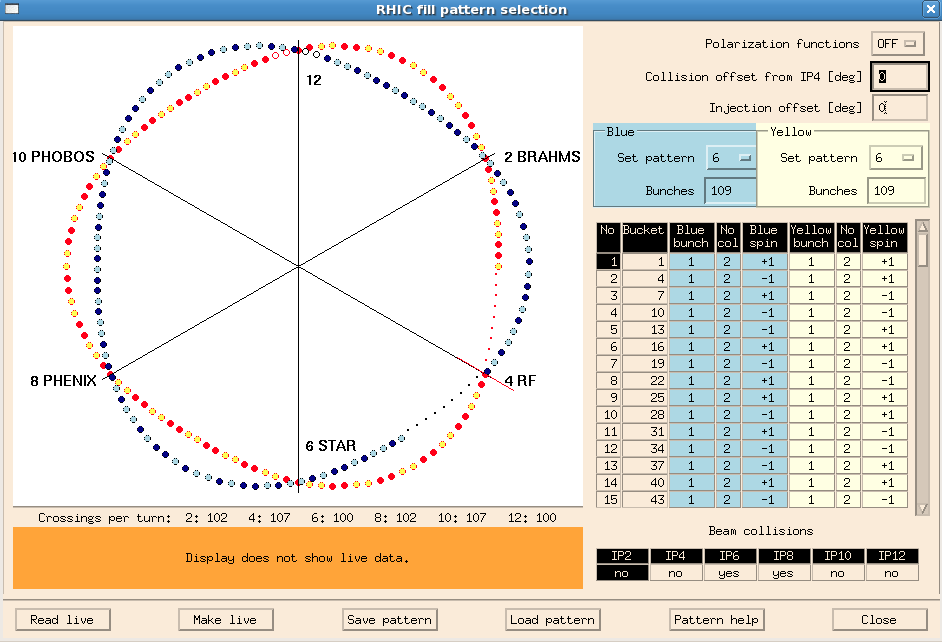 RHIC fill pattern selection
Polarization functions OFF
Collision offset from IP4 [deg] 0
Injection offset [deg] 0
12
10 PHOBOS
2 BRAHMS
8 PHENIX
4 RF
6 STAR
Blue Yellow
Set pattern 6 Set pattern 6
Bunches 109 Bunches 109
No Bucket Blue bunch No col Blue spin Yellow bunch No col Yellow spin
1 1 1 2 +1 1 2 +1
2 4 1 2 -1 1 2 +1
3 7 1 2 +1 1 2 -1
4 10 1 2 -1 1 2 -1
5 13 1 2 -1 1 2 +1
6 16 1 2 +1 1 2 +1
7 19 1 2 -1 1 2 -1
8 22 1 2 +1 1 2 -1
9 25 1 2 +1 1 2 +1
10 28 1 2 -1 1 2 +1
11 31 1 2 +1 1 2 -1
12 34 1 2 -1 1 2 -1
13 37 1 2 -1 1 2 +1
14 40 1 2 +1 1 2 +1
15 43 1 2 -1 1 2 -1
Crossings per turn: 2: 102 4: 107 6: 100 8: 102 10: 107 12: 100
Display does not show live data.
Beam collisions
IP2 IP4 IP6 IP8 IP10 IP12
no no yes yes no no
Read live Make live Save pattern Load pattern Pattern help Close